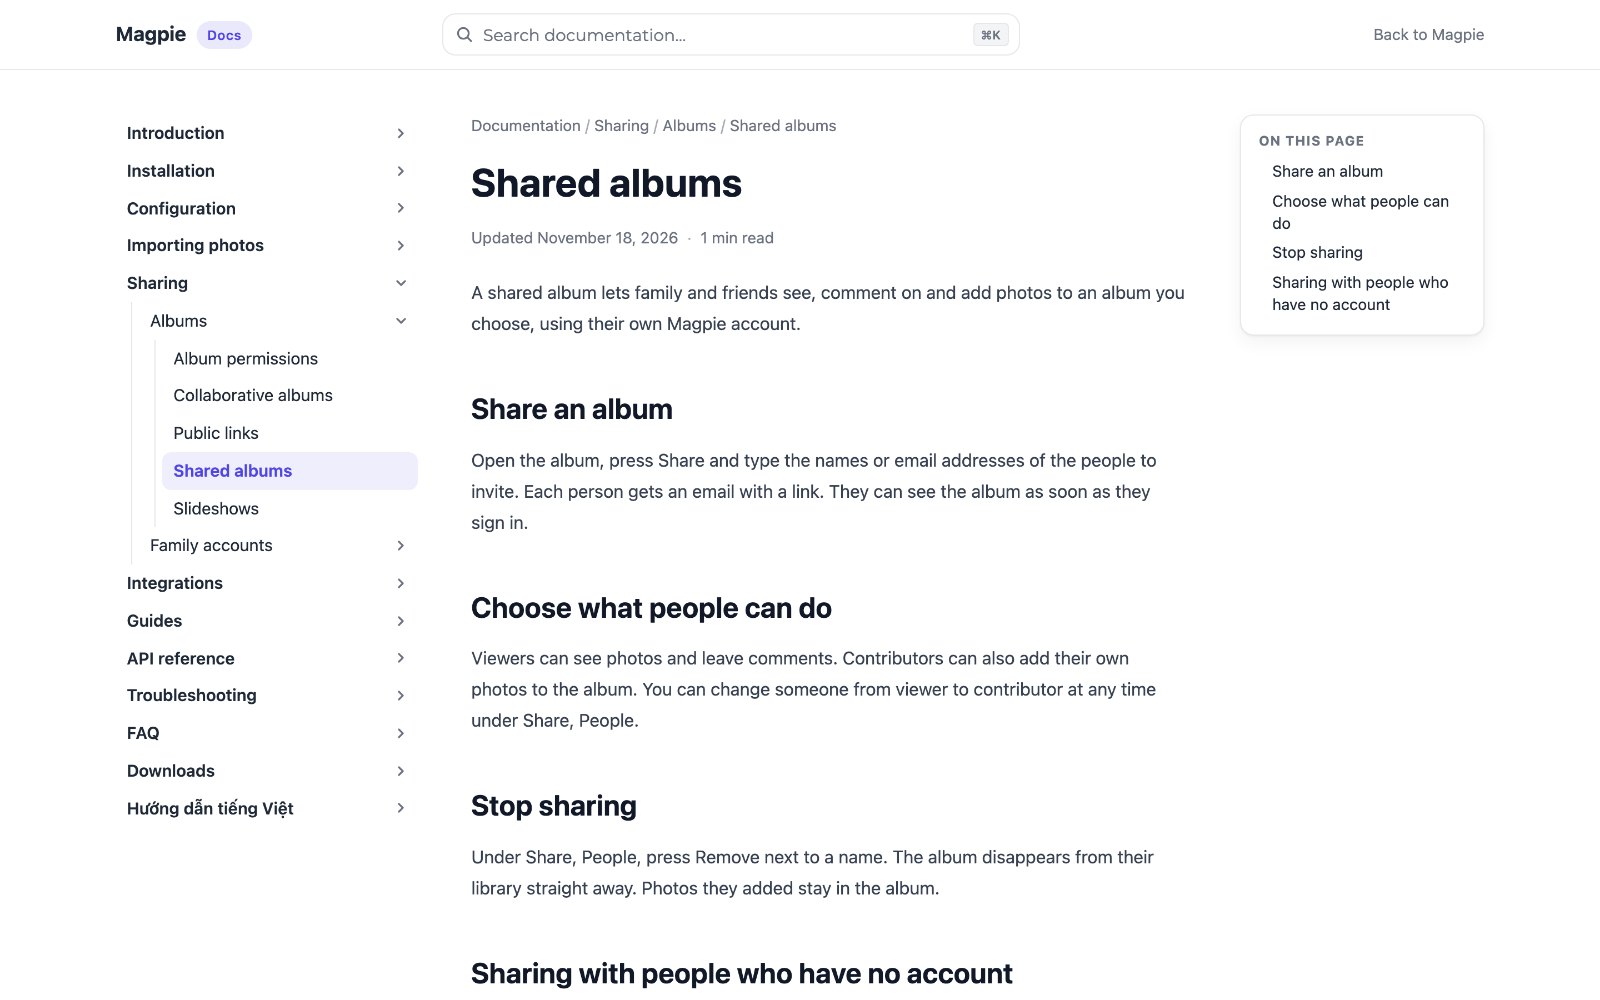 Magpie Docs
Search documentation... ⌘K
Back to Magpie
Introduction
Installation
Configuration
Importing photos
Sharing
Albums
Album permissions
Collaborative albums
Public links
Shared albums
Slideshows
Family accounts
Integrations
Guides
API reference
Troubleshooting
FAQ
Downloads
Hướng dẫn tiếng Việt
Documentation / Sharing / Albums / Shared albums
Shared albums
Updated November 18, 2026 · 1 min read
A shared album lets family and friends see, comment on and add photos to an album you
choose, using their own Magpie account.
Share an album
Open the album, press Share and type the names or email addresses of the people to
invite. Each person gets an email with a link. They can see the album as soon as they
sign in.
Choose what people can do
Viewers can see photos and leave comments. Contributors can also add their own
photos to the album. You can change someone from viewer to contributor at any time
under Share, People.
Stop sharing
Under Share, People, press Remove next to a name. The album disappears from their
library straight away. Photos they added stay in the album.
Sharing with people who have no account
ON THIS PAGE
Share an album
Choose what people can
do
Stop sharing
Sharing with people who
have no account